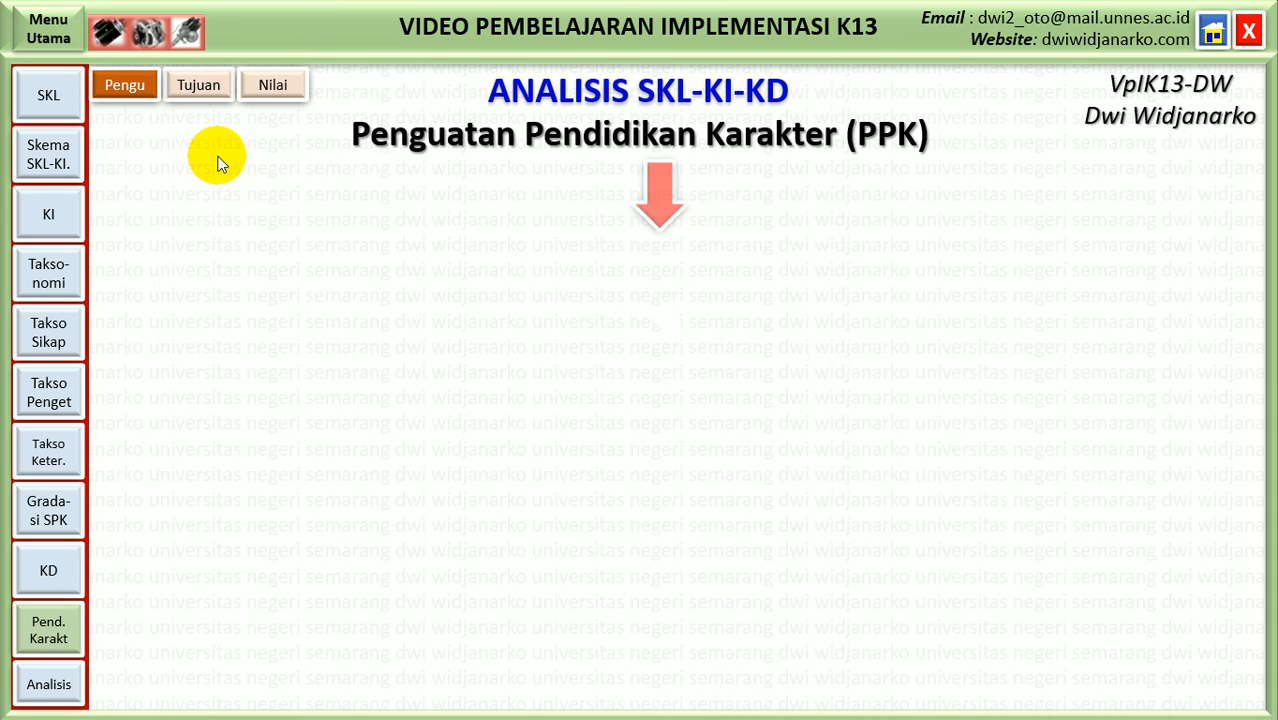 Menu
Utama
VIDEO PEMBELAJARAN IMPLEMENTASI K13
Email : dwi2_oto@mail.unnes.ac.id
Website: dwiwidjanarko.com
X
Pengu
Tujuan
Nilai
ANALISIS SKL-KI-KD
Penguatan Pendidikan Karakter (PPK)
VpIK13-DW
Dwi Widjanarko
SKL
Skema
SKL-KI.
KI
Takso-
nomi
Takso
Sikap
Takso
Penget
Takso
Keter.
Grada-
si SPK
KD
Pend.
Karakt
Analisis